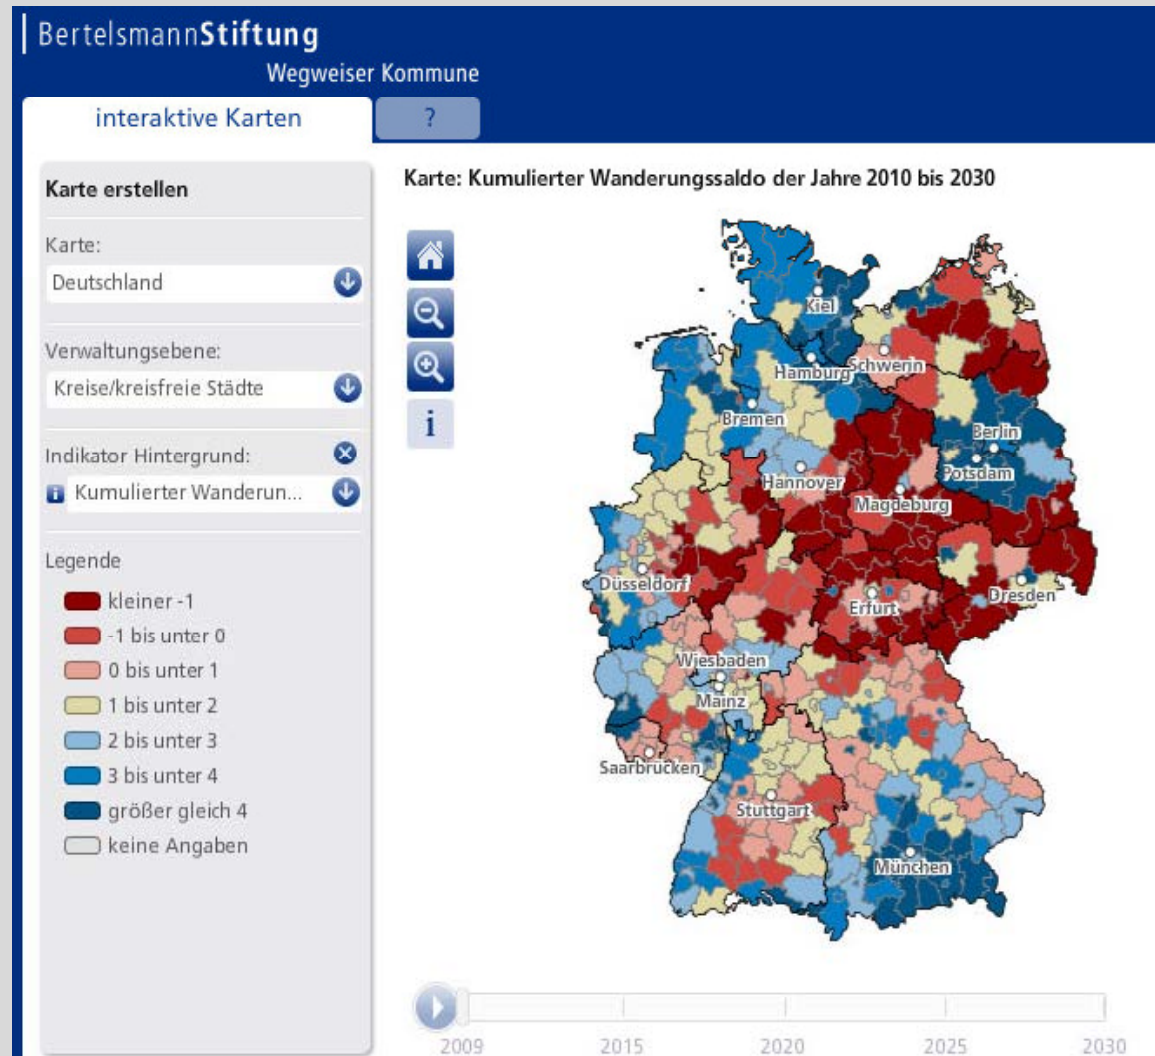 BertelsmannStiftung
Wegweiser Kommune
interaktive Karten
?
Karte erstellen
Karte:
Deutschland
Verwaltungsebene:
Kreise/kreisfreie Städte
Indikator Hintergrund:
i Kumulierter Wanderun...
Legende
kleiner -1
-1 bis unter 0
0 bis unter 1
1 bis unter 2
2 bis unter 3
3 bis unter 4
größer gleich 4
keine Angaben
Karte: Kumulierter Wanderungssaldo der Jahre 2010 bis 2030
i
Kiel
Hamburg
Schwerin
Bremen
Berlin
Potsdam
Hannover
Magdeburg
Düsseldorf
Erfurt
Dresden
Wiesbaden
Mainz
Saarbrücken
Stuttgart
München
2009 2015 2020 2025 2030